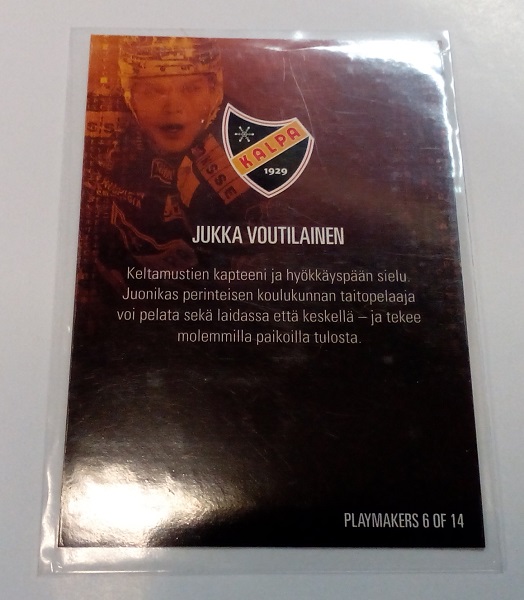 KALPA
1929
JUKKA VOUTILAINEN
Keltamustien kapteeni ja hyökkäyspään sielu.
Juonikas perinteisen koulukunnan taitopelaaja
voi pelata sekä laidassa että keskellä – ja tekee
molemmilla paikoilla tulosta.
PLAYMAKERS 6 OF 14